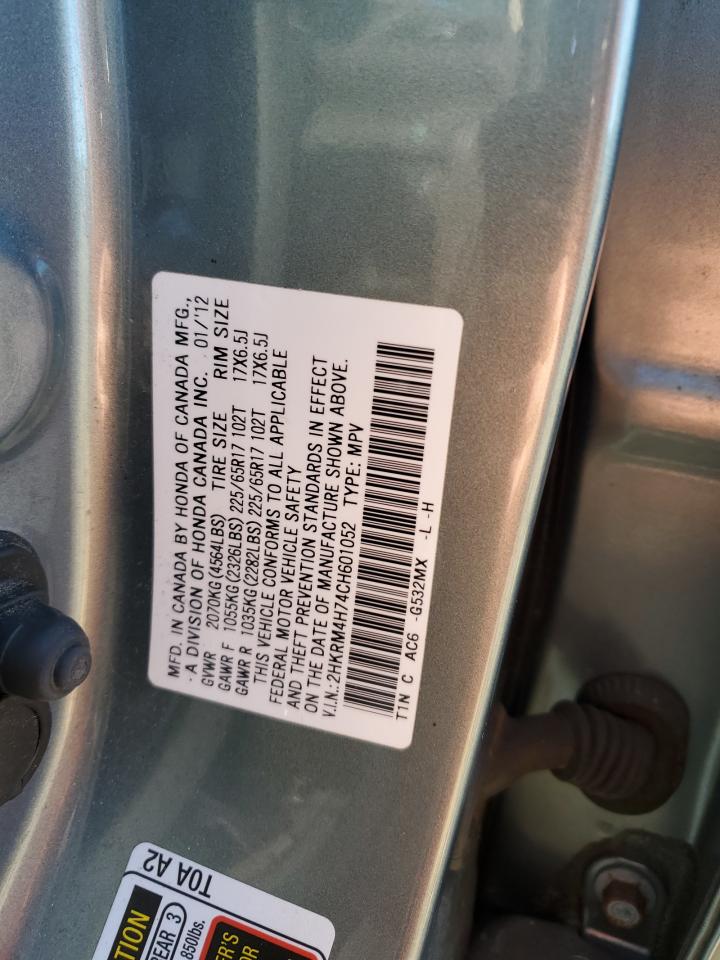 MFD. IN CANADA BY HONDA OF CANADA MFG.,
- A DIVISION OF HONDA CANADA INC. 01/'12
GVWR 2070KG(4564LBS) TIRE SIZE RIM SIZE
GAWR F 1055KG(2326LBS) 225/65R17 102T 17X6.5J
GAWR R 1035KG(2282LBS) 225/65R17 102T 17X6.5J
THIS VEHICLE CONFORMS TO ALL APPLICABLE
FEDERAL MOTOR VEHICLE SAFETY
AND THEFT PREVENTION STANDARDS IN EFFECT
ON THE DATE OF MANUFACTURE SHOWN ABOVE.
V.I.N.:2HKRM4H74CH601052 TYPE: MPV
T1N C AC6 -G532MX -L -H
T0A A2
REAR 3
850lbs.